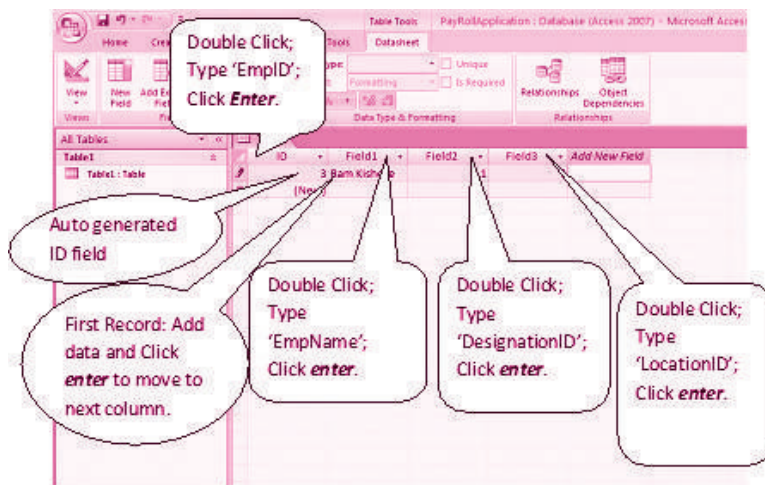 Table Tools PayRollApplication : Database (Access 2007) - Microsoft Access
Home Tools Datasheet
Double Click;
Type 'EmpID';
Click Enter.
Unique
Formatting Is Required
View New Field
Relationships Object Dependencies
Views Data Type & Formatting Relationships
All Tables
Table1
Table1 : Table
ID Field1 Field2 Field3 Add New Field
3 1
Auto generated
ID field
First Record: Add
data and Click
enter to move to
next column.
Double Click;
Type
'EmpName';
Click enter.
Double Click;
Type
'DesignationID';
Click enter.
Double Click;
Type
'LocationID';
Click enter.